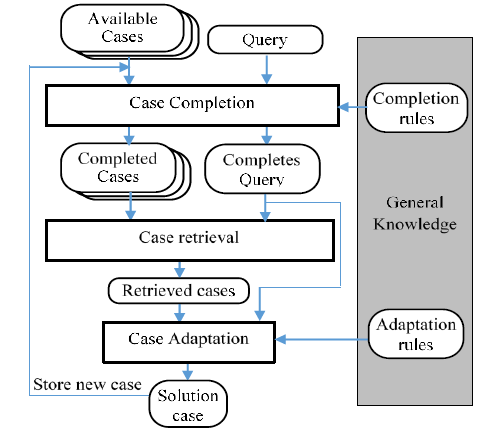 Available
Cases
Query
Case Completion
Completion
rules
Completed
Cases
Completes
Query
General
Knowledge
Case retrieval
Retrieved cases
Adaptation
rules
Case Adaptation
Store new case
Solution
case